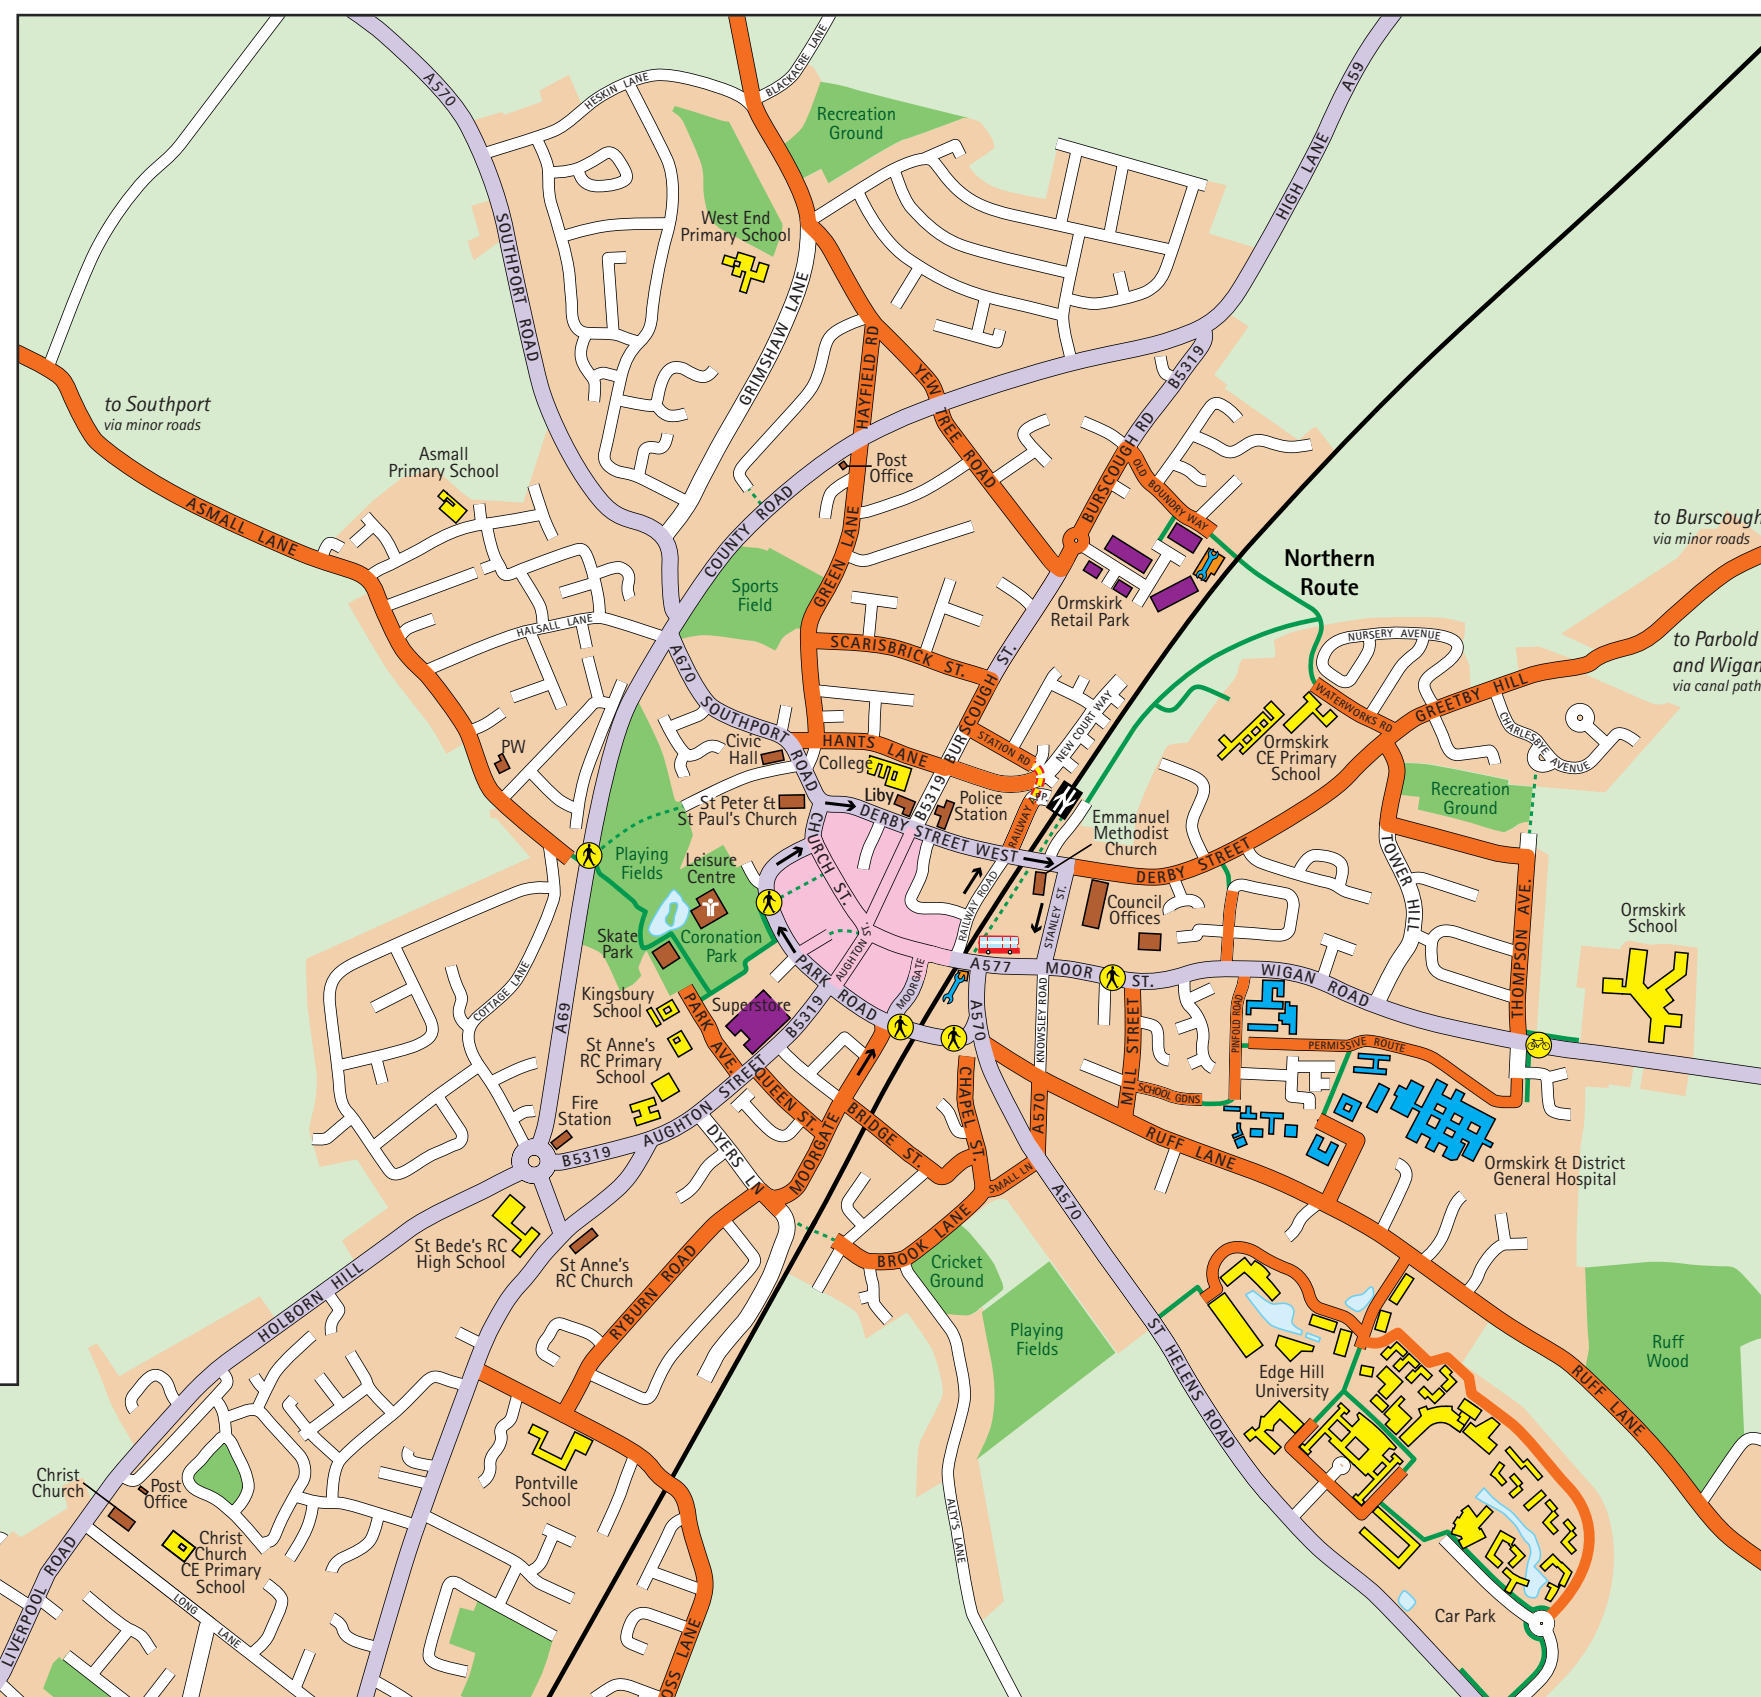 A570
HESKIN LANE
BLACKACRE LANE
A59
Recreation
Ground
HIGH LANE
West End
Primary School
SOUTHPORT ROAD
GRIMSHAW LANE
HAYFIELD RD
YEW TREE ROAD
B5319
to Southport
via minor roads
BURSCOUGH RD
Asmall
Primary School
Post
Office
OLD BOUNDRY WAY
ASMALL LANE
COUNTY ROAD
GREEN LANE
to Burscough
via minor roads
Northern
Route
Sports
Field
Ormskirk
Retail Park
HALSALL LANE
NURSERY AVENUE
to Parbold
and Wigan
via canal path
A670
SCARISBRICK ST.
BURSCOUGH ST.
SOUTHPORT ROAD
NEW COURT WAY
WATERWORKS RD
GREETBY HILL
CHARLESBYE AVENUE
PW
Civic
Hall
HANTS LANE
STATION RD
Ormskirk
CE Primary
School
College
Liby
B5319
Police
Station
RAILWAY APP.
Recreation
Ground
St Peter &
St Paul's Church
DERBY STREET WEST
Emmanuel
Methodist
Church
CHURCH ST.
DERBY STREET
TOWER HILL
Playing
Fields
Leisure
Centre
RAILWAY ROAD
STANLEY ST.
Council
Offices
THOMPSON AVE.
Ormskirk
School
Skate
Park
Coronation
Park
AUGHTON ST.
MOORGATE
A577
MOOR ST.
WIGAN ROAD
COTTAGE LANE
A69
PARK ROAD
Kingsoury
School
Superstore
B5319
PARK AVE.
A570
KNOWSLEY ROAD
MILL STREET
PINFOLD ROAD
PERMISSIVE ROUTE
St Anne's
RC Primary
School
QUEEN ST.
CHAPEL ST.
A570
SCHOOL GDNS
Fire
Station
AUGHTON STREET
B5319
DYERS LN
MOORGATE
BRIDGE ST.
RUFF LANE
Ormskirk & District
General Hospital
SMALL LN
A570
BROOK LANE
St Bede's RC
High School
St Anne's
RC Church
RYBURN ROAD
Cricket
Ground
HOLBORN HILL
Playing
Fields
ST HELENS ROAD
Edge Hill
University
Ruff
Wood
RUFF LANE
Pontville
School
Christ
Church
Post
Office
Christ
Church
CE Primary
School
ALTY'S LANE
LIVERPOOL ROAD
LONG LANE
Car Park
OSS LANE